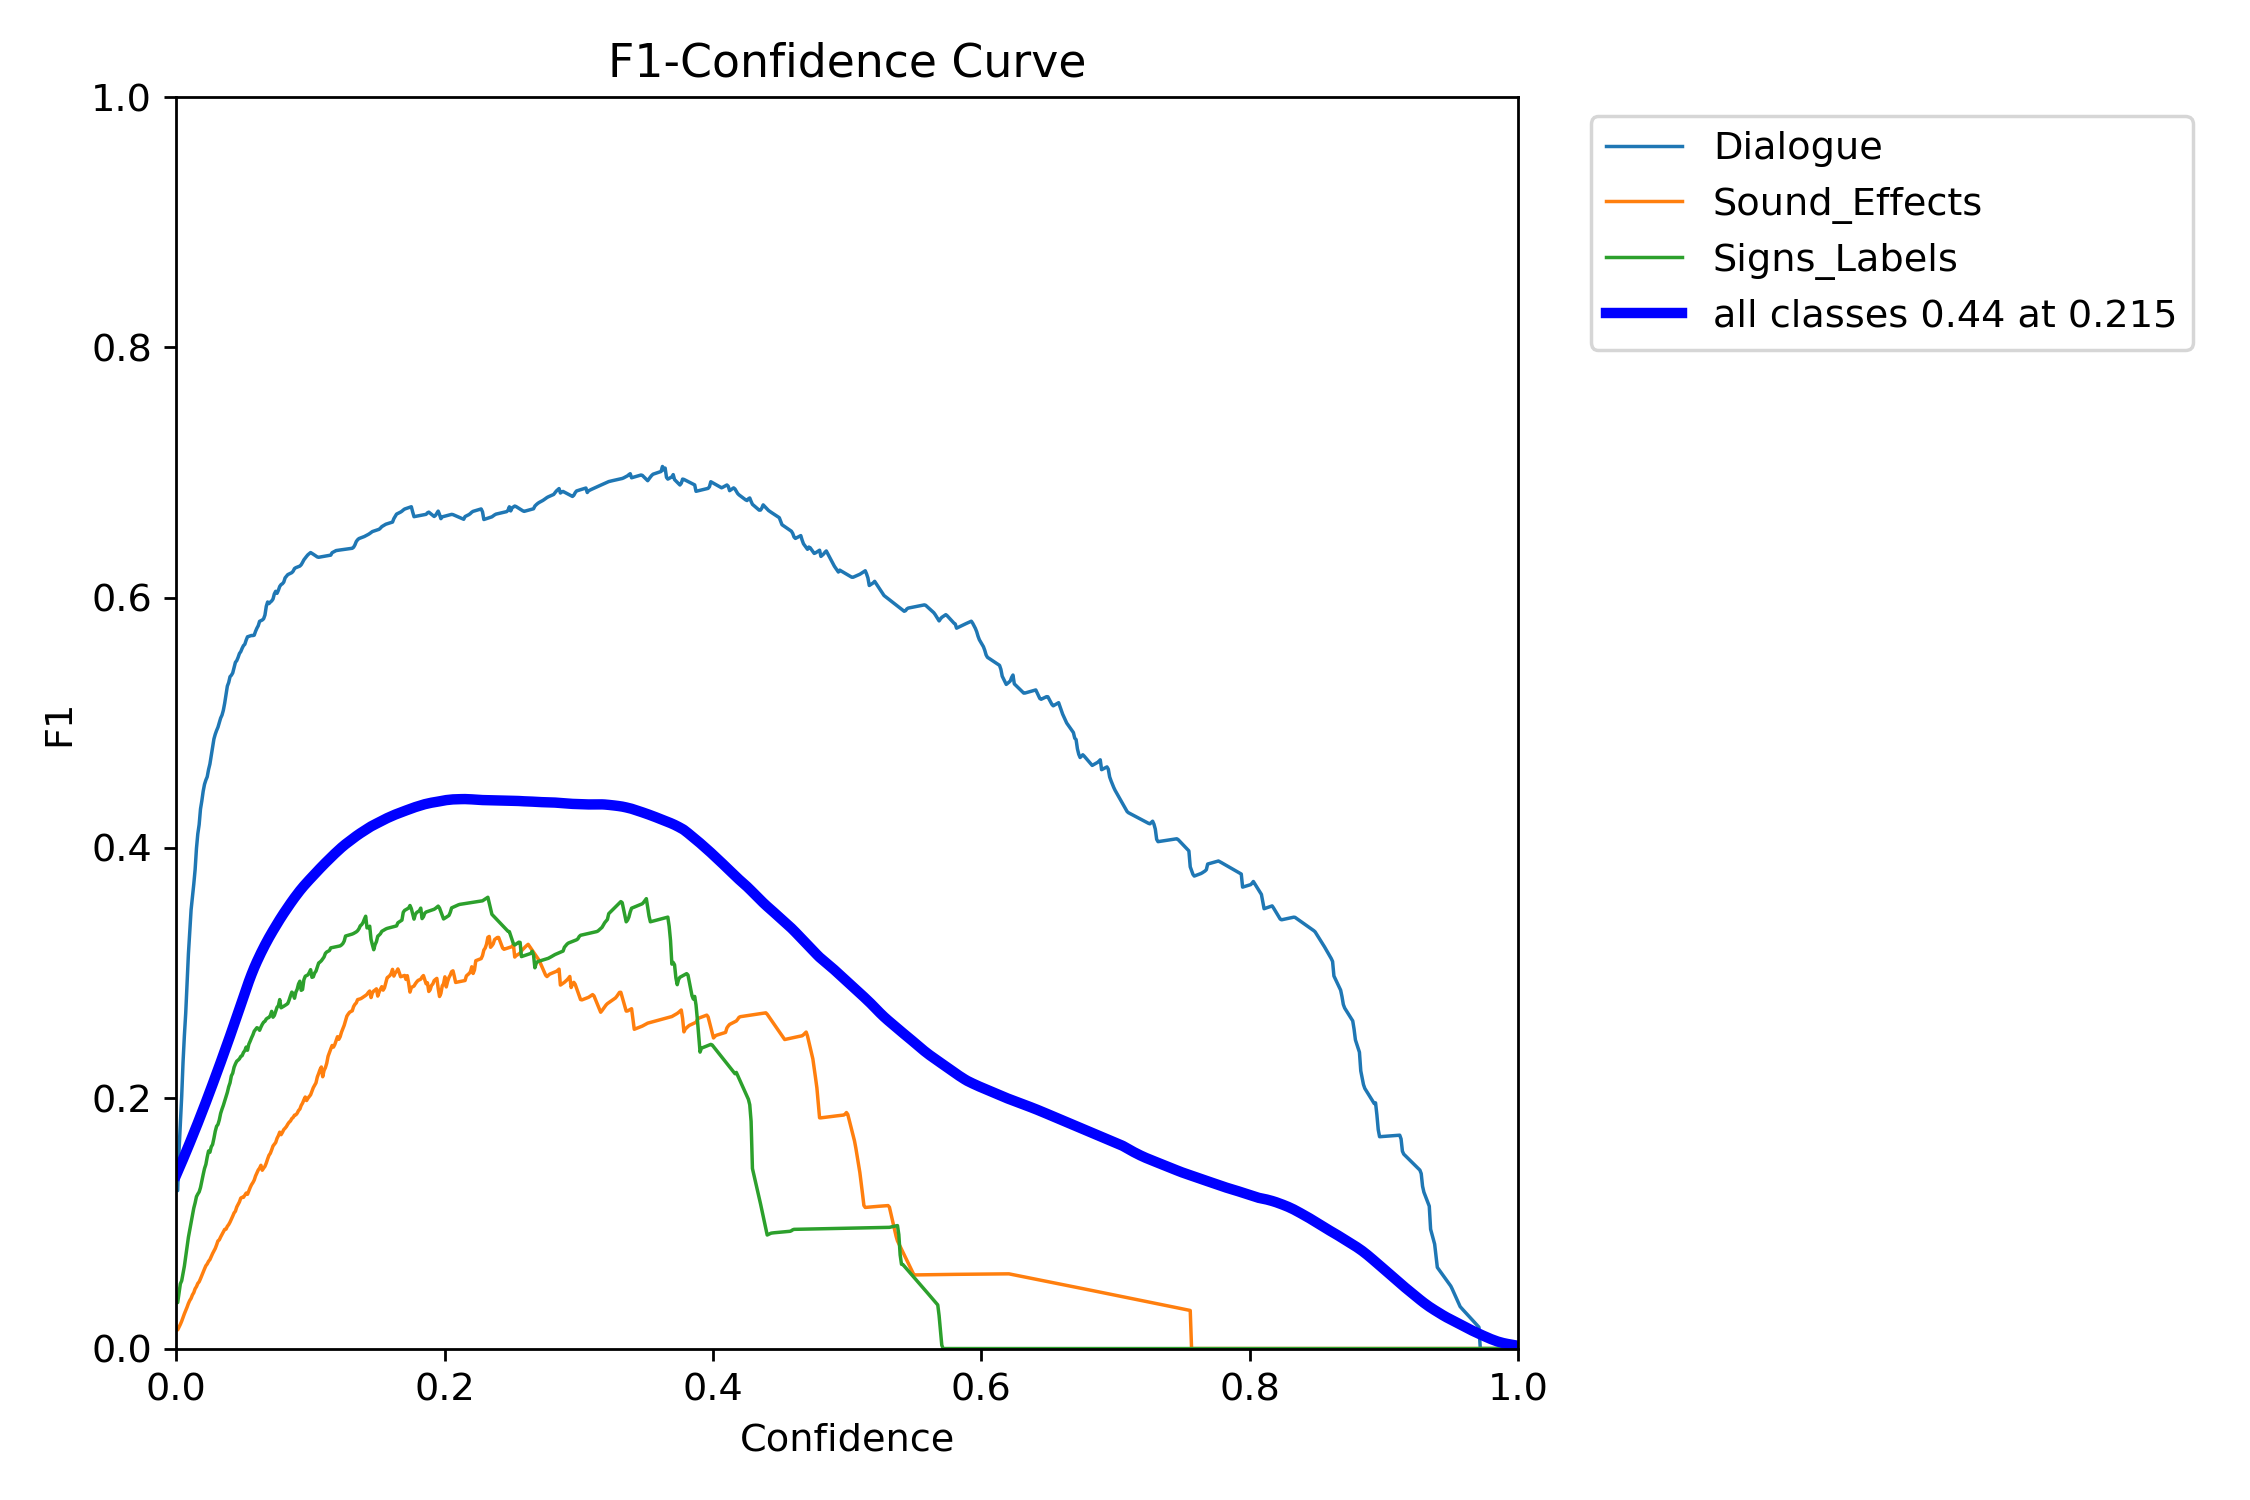 F1-Confidence Curve
1.0
0.8
0.6
0.4
0.2
0.0
F1
0.0 0.2 0.4 0.6 0.8 1.0
Confidence
Dialogue
Sound_Effects
Signs_Labels
all classes 0.44 at 0.215